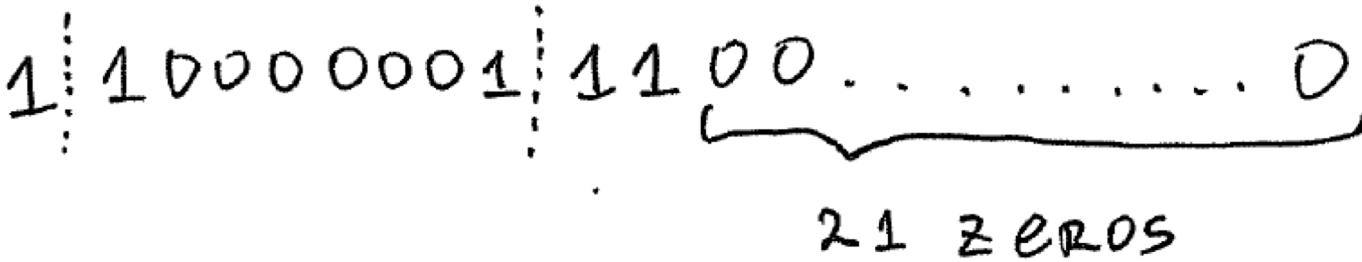 1 ⋮ 10000001 ⋮ 1100.........0
21 zeros